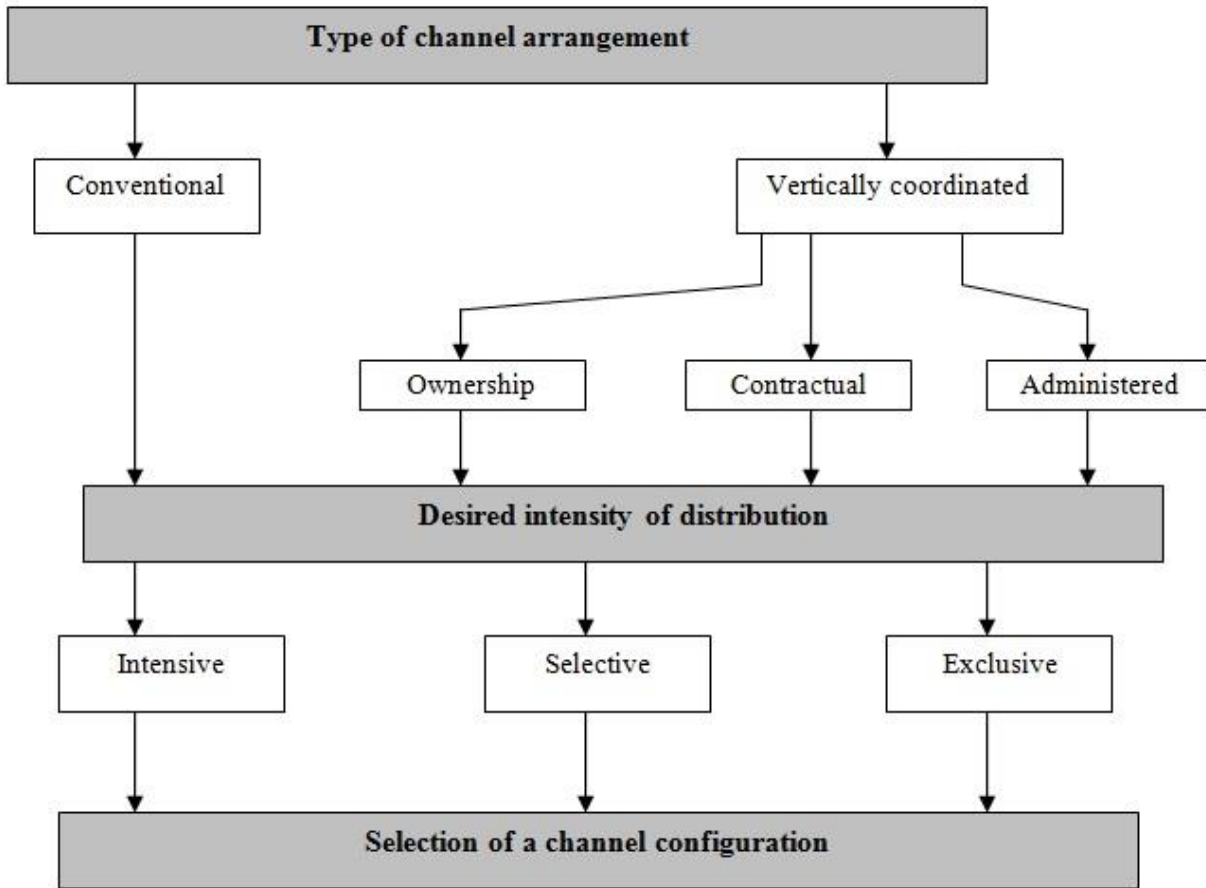 Type of channel arrangement
Conventional
Vertically coordinated
Ownership
Contractual
Administered
Desired intensity of distribution
Intensive
Selective
Exclusive
Selection of a channel configuration